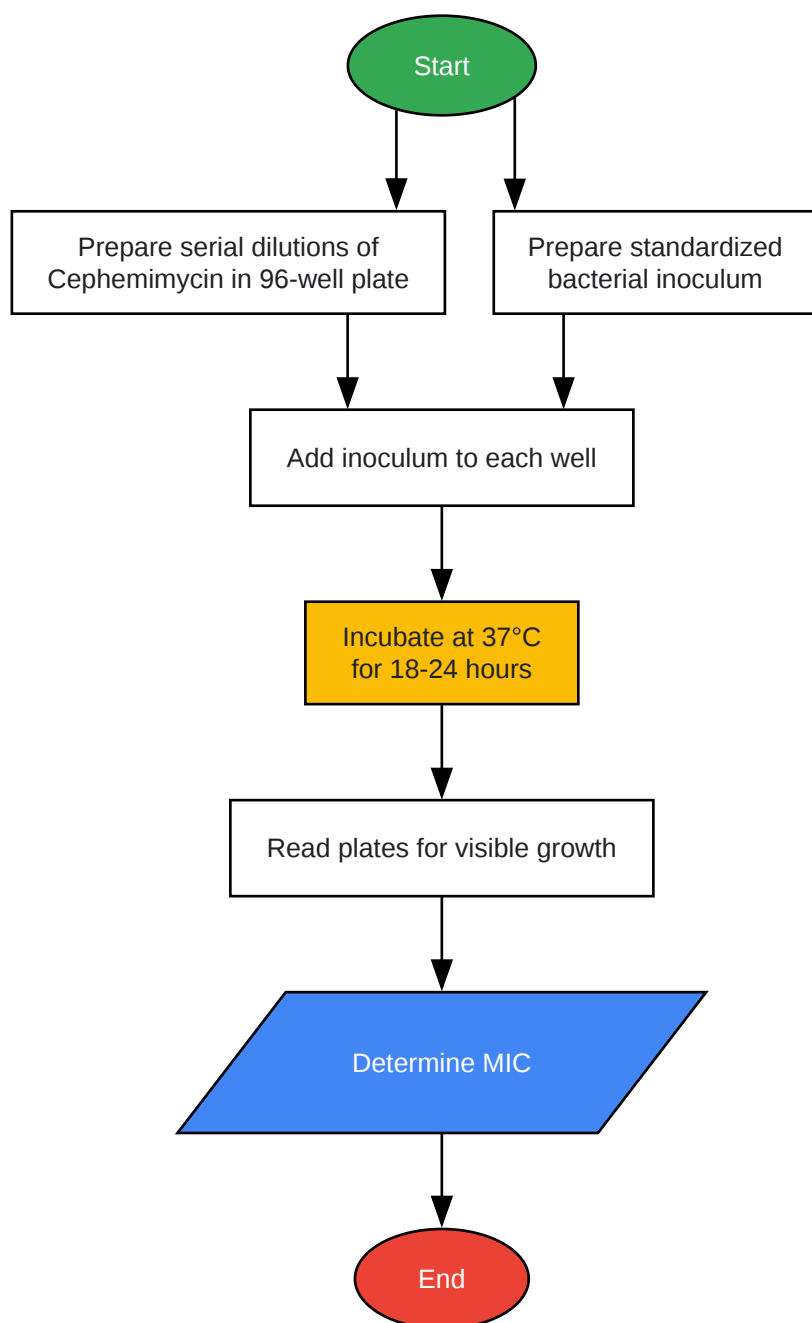 Start
Prepare serial dilutions of
Cephemimycin in 96-well plate
Prepare standardized
bacterial inoculum
Add inoculum to each well
Incubate at 37°C
for 18-24 hours
Read plates for visible growth
Determine MIC
End